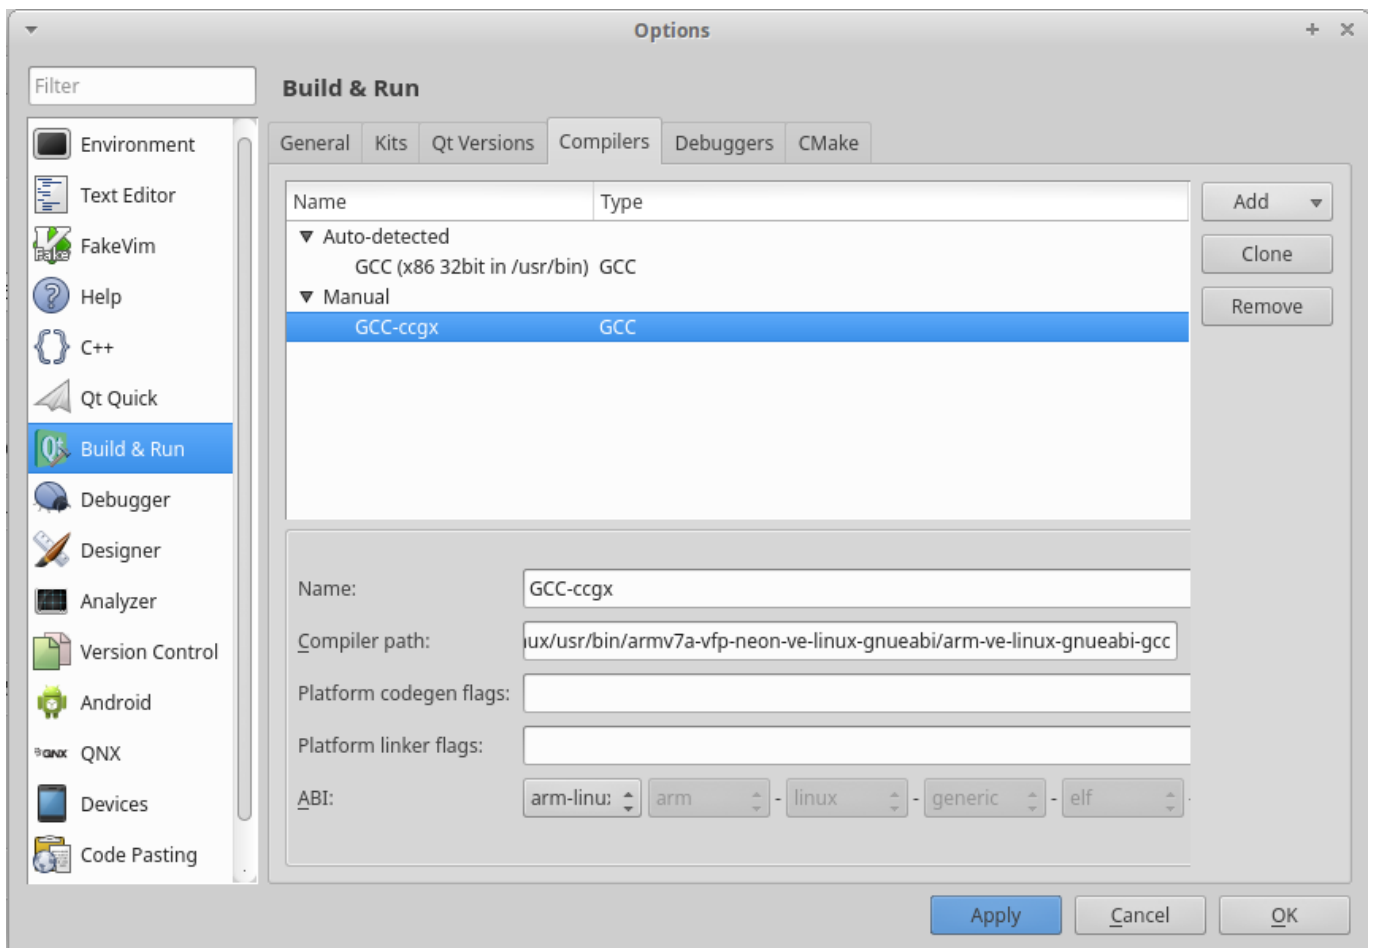 Options
Filter
Build & Run
Environment
Text Editor
FakeVim
Help
C++
Qt Quick
Build & Run
Debugger
Designer
Analyzer
Version Control
Android
QNX
Devices
Code Pasting
General Kits Qt Versions Compilers Debuggers CMake
Name Type
Auto-detected
GCC (x86 32bit in /usr/bin) GCC
Manual
GCC-ccgx GCC
Add
Clone
Remove
Name: GCC-ccgx
Compiler path: ux/usr/bin/armv7a-vfp-neon-ve-linux-gnueabi/arm-ve-linux-gnueabi-gcc
Platform codegen flags:
Platform linker flags:
ABI: arm-linu arm - linux - generic - elf
Apply Cancel OK